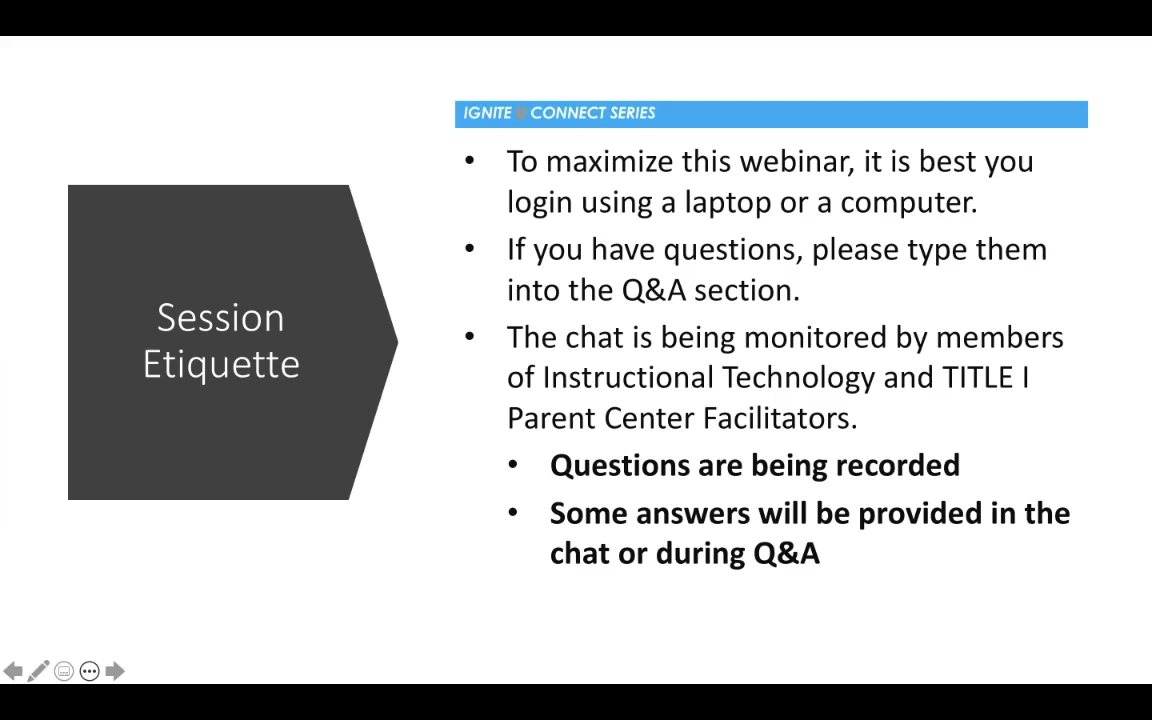 Session
Etiquette
IGNITE CONNECT SERIES
• To maximize this webinar, it is best you
login using a laptop or a computer.
• If you have questions, please type them
into the Q&A section.
• The chat is being monitored by members
of Instructional Technology and TITLE I
Parent Center Facilitators.
• Questions are being recorded
• Some answers will be provided in the
chat or during Q&A